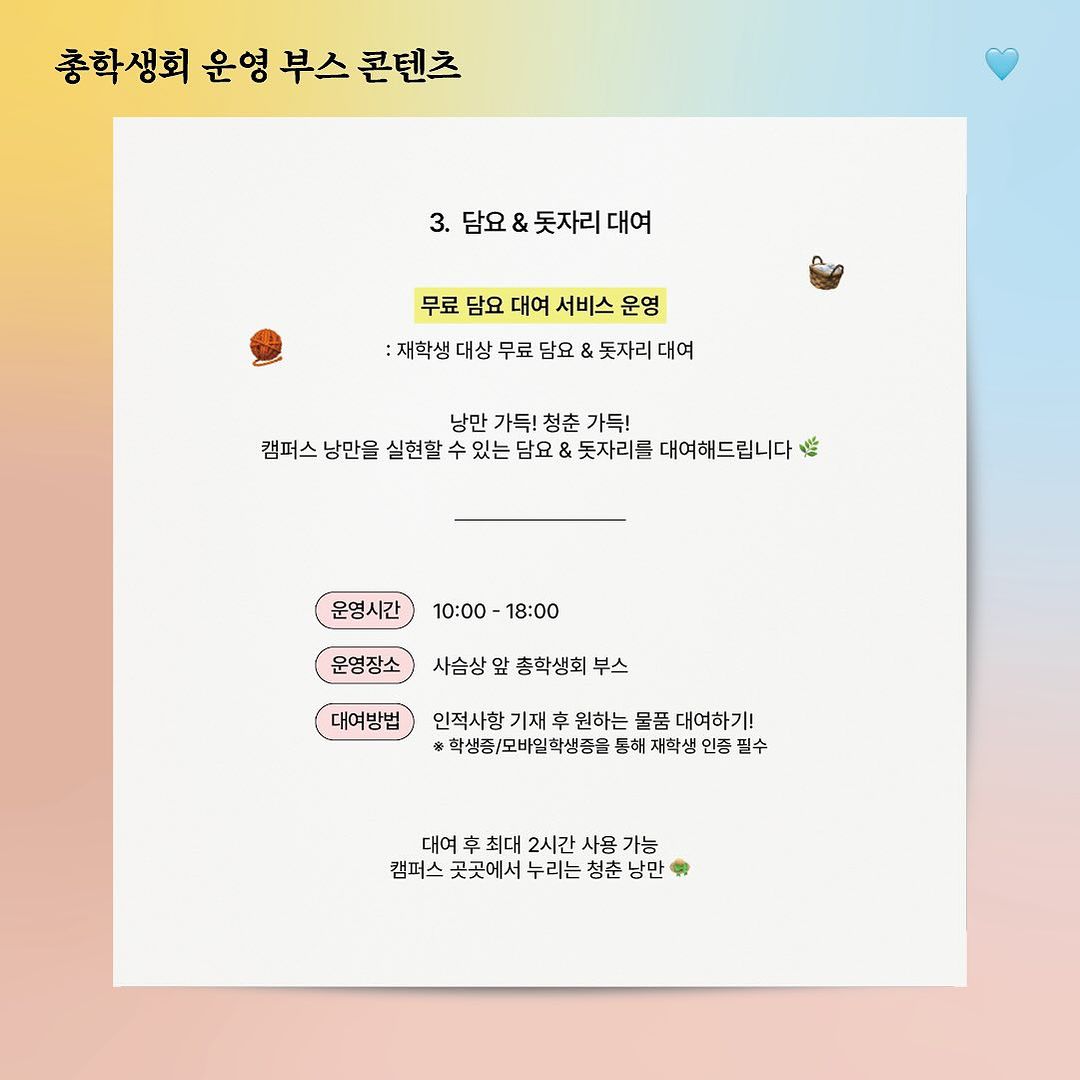 총학생회 운영 부스 콘텐츠
3. 담요 & 돗자리 대여
무료 담요 대여 서비스 운영
: 재학생 대상 무료 담요 & 돗자리 대여
낭만 가득! 청춘 가득!
캠퍼스 낭만을 실현할 수 있는 담요 & 돗자리를 대여해드립니다 🌿
운영시간 10:00 - 18:00
운영장소 사슴상 앞 총학생회 부스
대여방법 인적사항 기재 후 원하는 물품 대여하기!
※ 학생증/모바일학생증을 통해 재학생 인증 필수
대여 후 최대 2시간 사용 가능
캠퍼스 곳곳에서 누리는 청춘 낭만